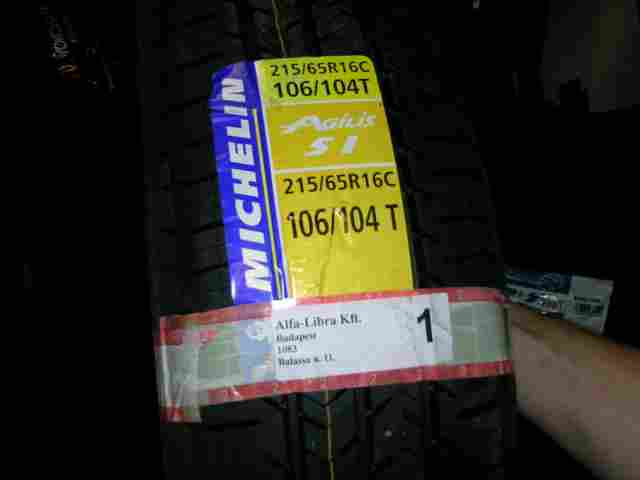 MICHELIN
215/65R16C
106/104T
AGILIS
51
215/65R16C
106/104 T
Alfa-Libra Kft.
Budapest
1083
Balassa u. 11.
1